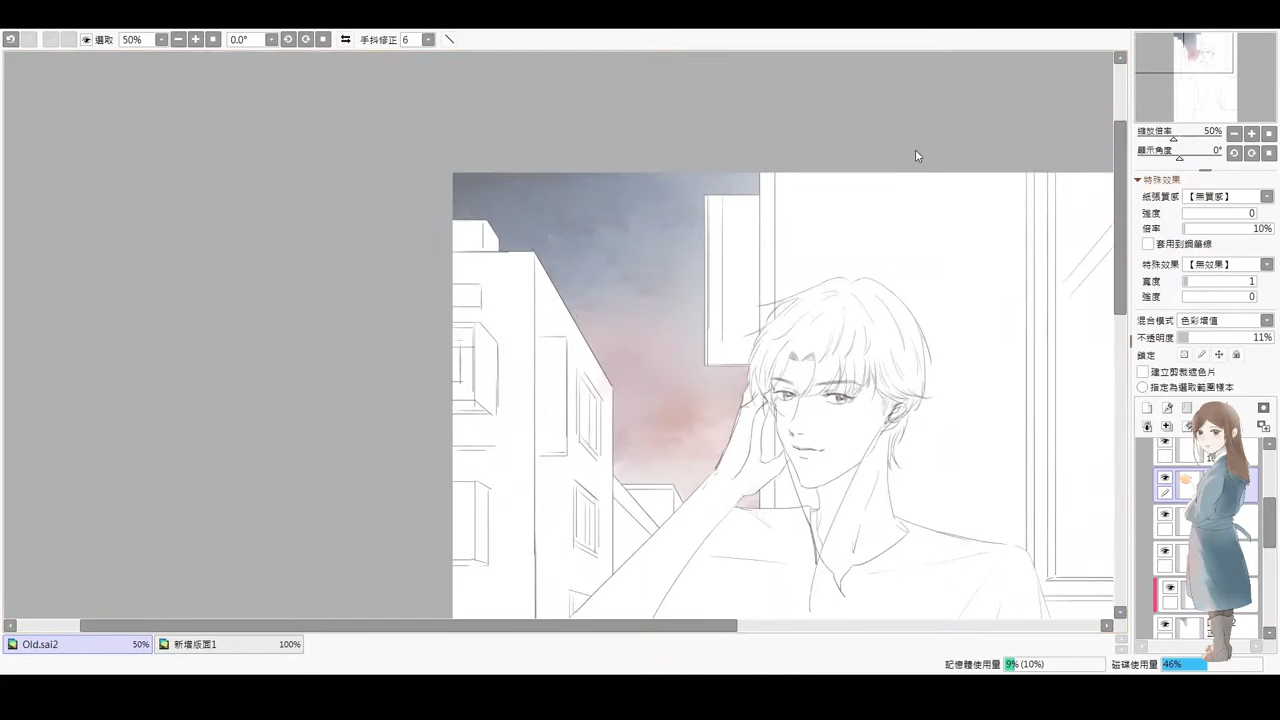 選取 50% 0.0° 手抖修正 6
縮放倍率 50%
顯示角度 0°
特殊效果
紙張質感 【無質感】
強度 0
倍率 10%
套用到鋼筆線
特殊效果 【無效果】
寬度 1
強度 0
混合模式 色彩增值
不透明度 11%
鎖定
建立剪裁遮色片
指定為選取範圍樣本
Old.sai2 50% 新增版面1 100%
記憶體使用量 9% (10%) 磁碟使用量 46%